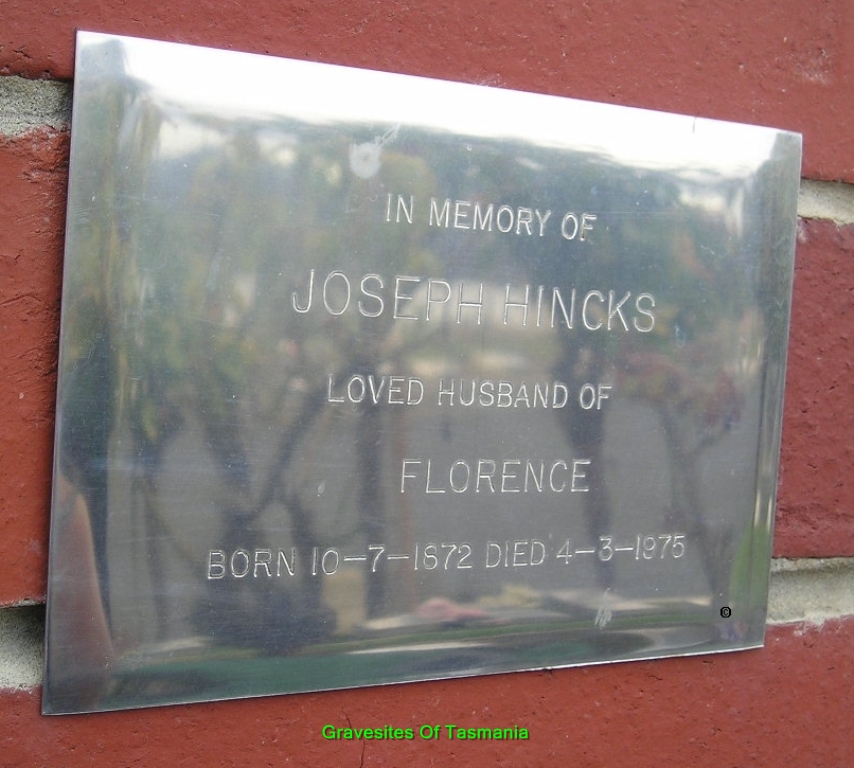 IN MEMORY OF
JOSEPH HINCKS
LOVED HUSBAND OF
FLORENCE
BORN 10-7-1872 DIED 4-3-1975
©
Gravesites Of Tasmania